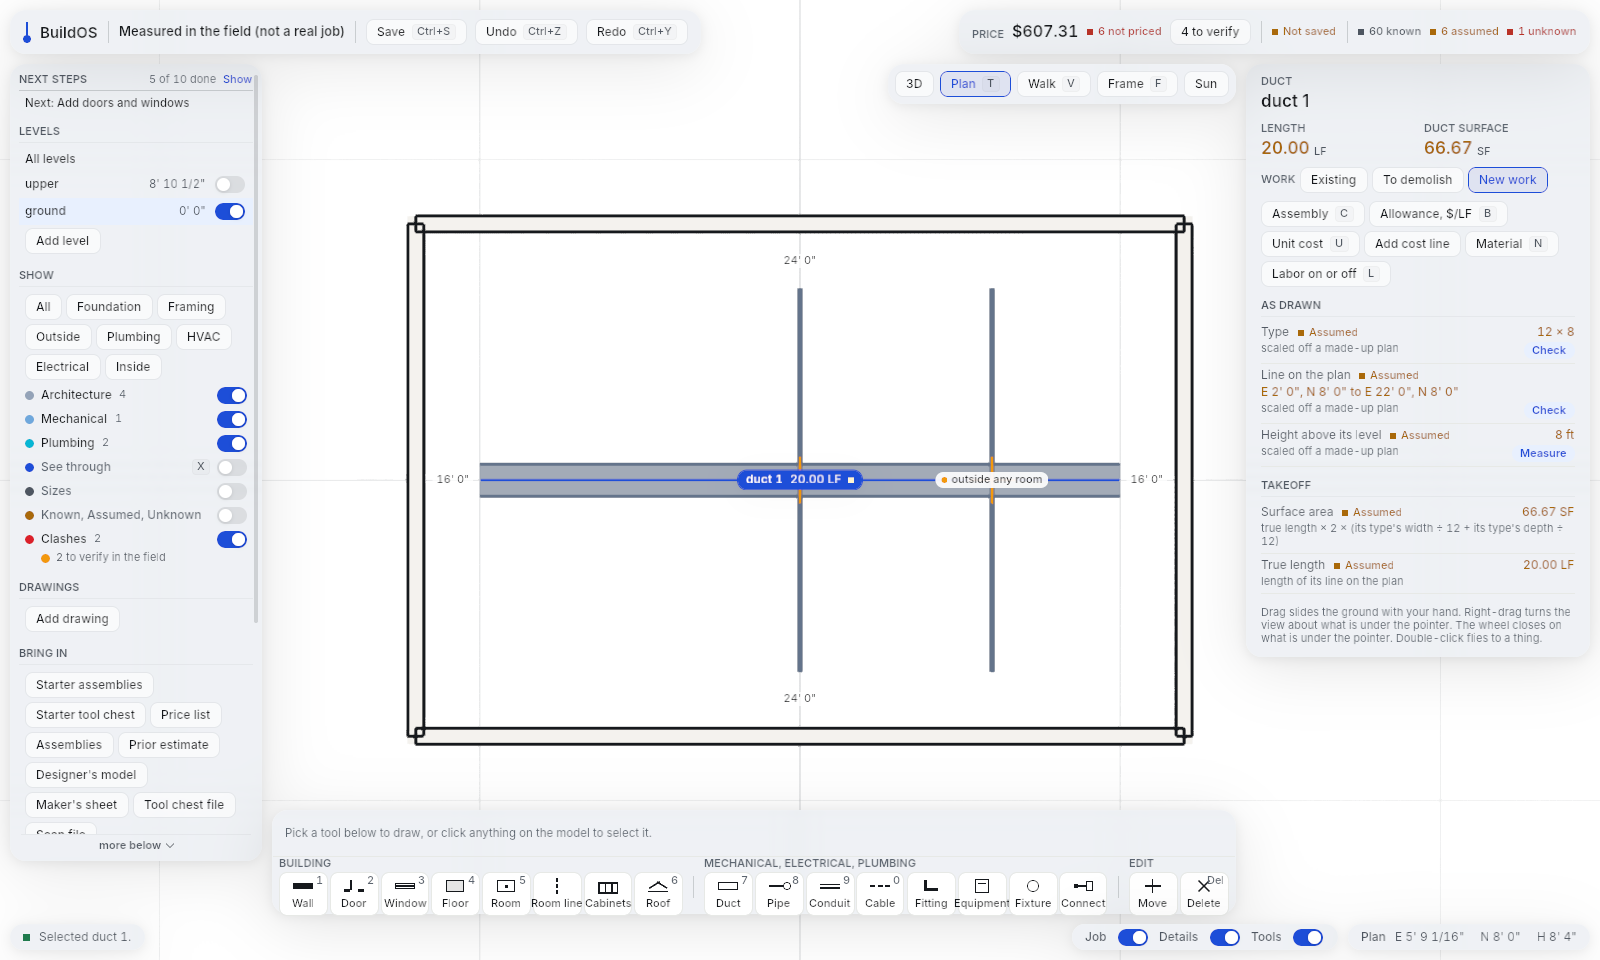 BuildOS
Measured in the field (not a real job)
Save Ctrl+S
Undo Ctrl+Z
Redo Ctrl+Y
PRICE $607.31
6 not priced
4 to verify
Not saved
60 known
6 assumed
1 unknown
NEXT STEPS 5 of 10 done Show
Next: Add doors and windows
LEVELS
All levels
upper 8' 10 1/2"
ground 0' 0"
Add level
SHOW
All Foundation Framing
Outside Plumbing HVAC
Electrical Inside
Architecture 4
Mechanical 1
Plumbing 2
See through X
Sizes
Known, Assumed, Unknown
Clashes 2
2 to verify in the field
DRAWINGS
Add drawing
BRING IN
Starter assemblies
Starter tool chest Price list
Assemblies Prior estimate
Designer's model
Maker's sheet Tool chest file
Scan file
more below
3D
Plan T
Walk V
Frame F
Sun
24' 0"
16' 0"
duct 1 20.00 LF
outside any room
16' 0"
24' 0"
DUCT
duct 1
LENGTH DUCT SURFACE
20.00 LF 66.67 SF
WORK Existing To demolish New work
Assembly C Allowance, $/LF B
Unit cost U Add cost line Material N
Labor on or off L
AS DRAWN
Type Assumed 12 × 8
scaled off a made-up plan Check
Line on the plan Assumed
E 2' 0", N 8' 0" to E 22' 0", N 8' 0"
scaled off a made-up plan Check
Height above its level Assumed 8 ft
scaled off a made-up plan Measure
TAKEOFF
Surface area Assumed 66.67 SF
true length × 2 × (its type's width ÷ 12 + its type's depth ÷
12)
True length Assumed 20.00 LF
length of its line on the plan
Drag slides the ground with your hand. Right-drag turns the
view about what is under the pointer. The wheel closes on
what is under the pointer. Double-click flies to a thing.
Pick a tool below to draw, or click anything on the model to select it.
BUILDING
1 Wall
2 Door
3 Window
4 Floor
5 Room
Room line
Cabinets
6 Roof
MECHANICAL, ELECTRICAL, PLUMBING
7 Duct
8 Pipe
9 Conduit
0 Cable
Fitting
Equipment
Fixture
Connect
EDIT
Move
Del Delete
Selected duct 1.
Job Details Tools
Plan E 5' 9 1/16" N 8' 0" H 8' 4"